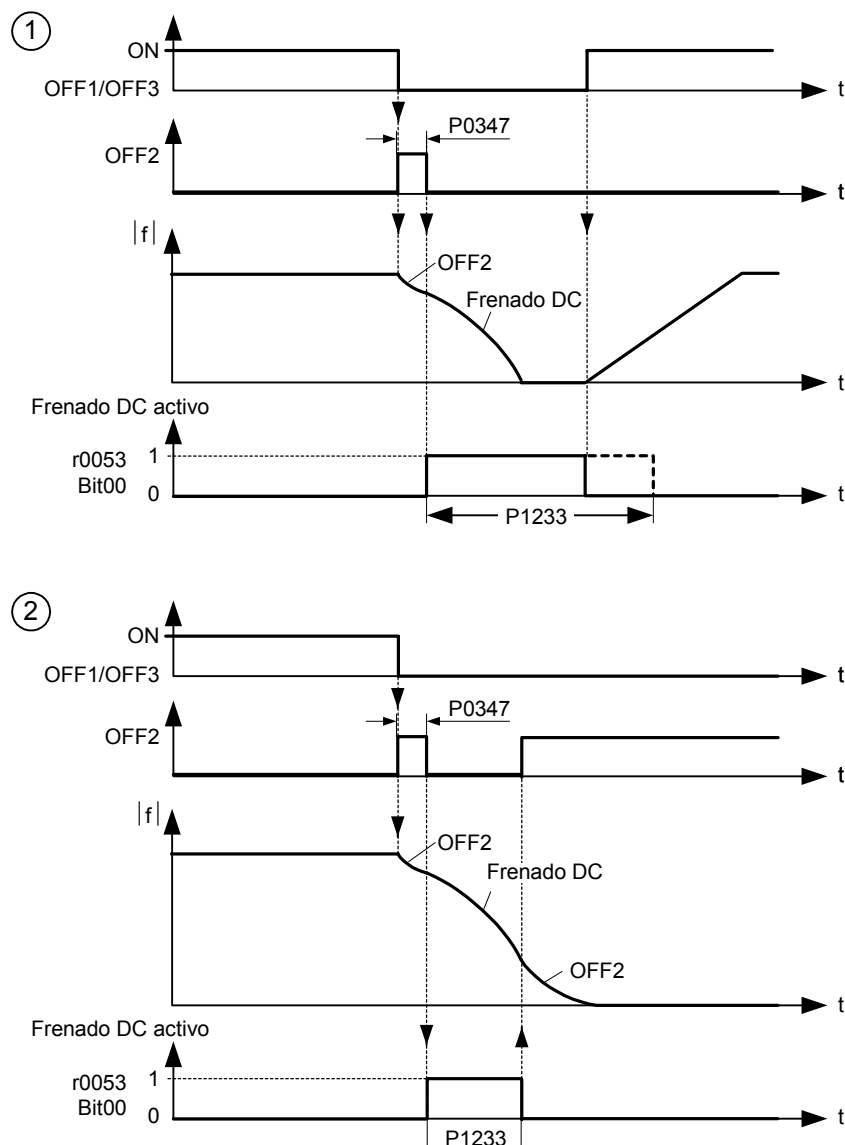 1
ON
OFF1/OFF3
t
P0347
OFF2
t
|f|
OFF2
Frenado DC
t
Frenado DC activo
r0053
Bit00
1
0
t
P1233
2
ON
OFF1/OFF3
t
P0347
OFF2
t
|f|
OFF2
Frenado DC
OFF2
t
Frenado DC activo
r0053
Bit00
1
0
t
P1233